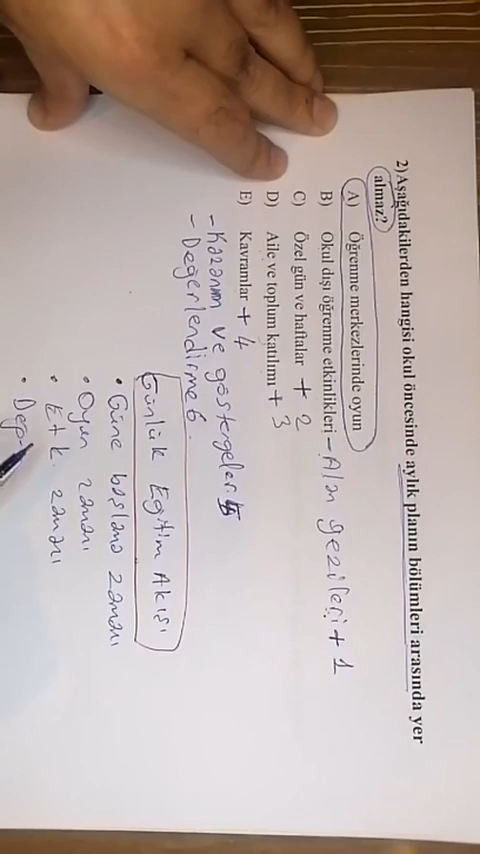 2) Aşağıdakilerden hangisi okul öncesinde aylık planın bölümleri arasında yer
almaz?
A) Öğrenme merkezlerinde oyun
B) Okul dışı öğrenme etkinlikleri - Alan gezileri + 1
C) Özel gün ve haftalar + 2
D) Aile ve toplum katılımı + 3
E) Kavramlar + 4
- Kazanım ve göstergeler 5
- Değerlendirme 6.
Günlük Eğitim Akışı
• Güne başlama zamanı
• Oyun zamanı
• Etk. zamanı
• Değ